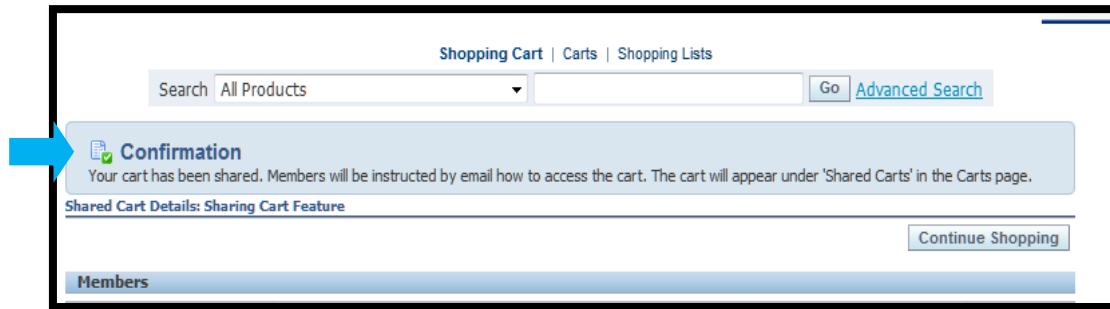 Shopping Cart | Carts | Shopping Lists
Search All Products Go Advanced Search
Confirmation
Your cart has been shared. Members will be instructed by email how to access the cart. The cart will appear under 'Shared Carts' in the Carts page.
Shared Cart Details: Sharing Cart Feature
Continue Shopping
Members